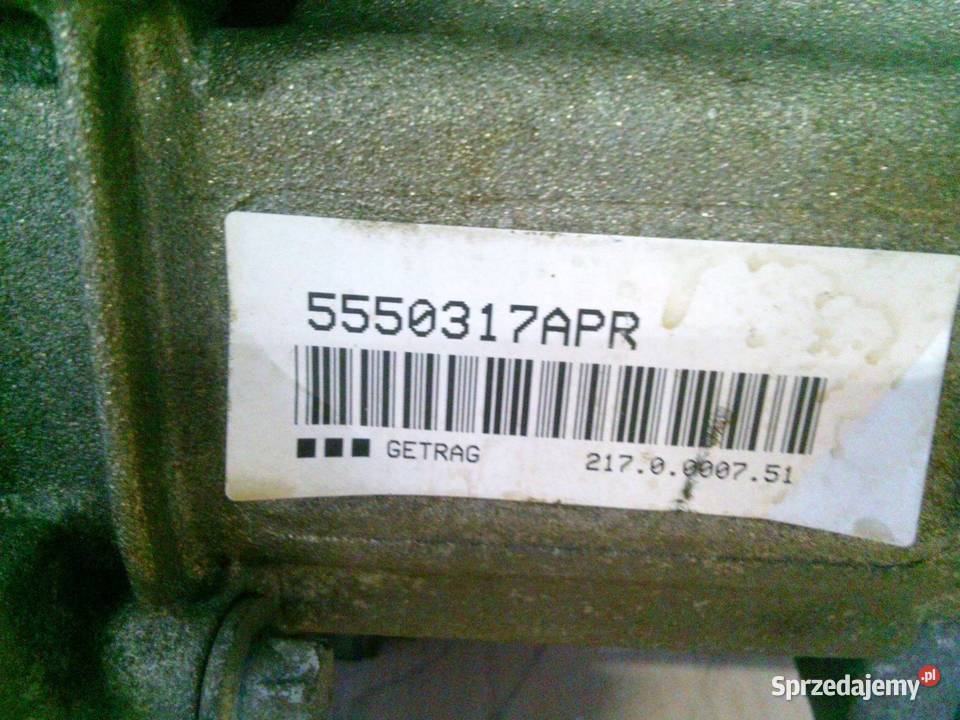 5550317APR
GETRAG 217.0.0007.51
Sprzedajemy.pl